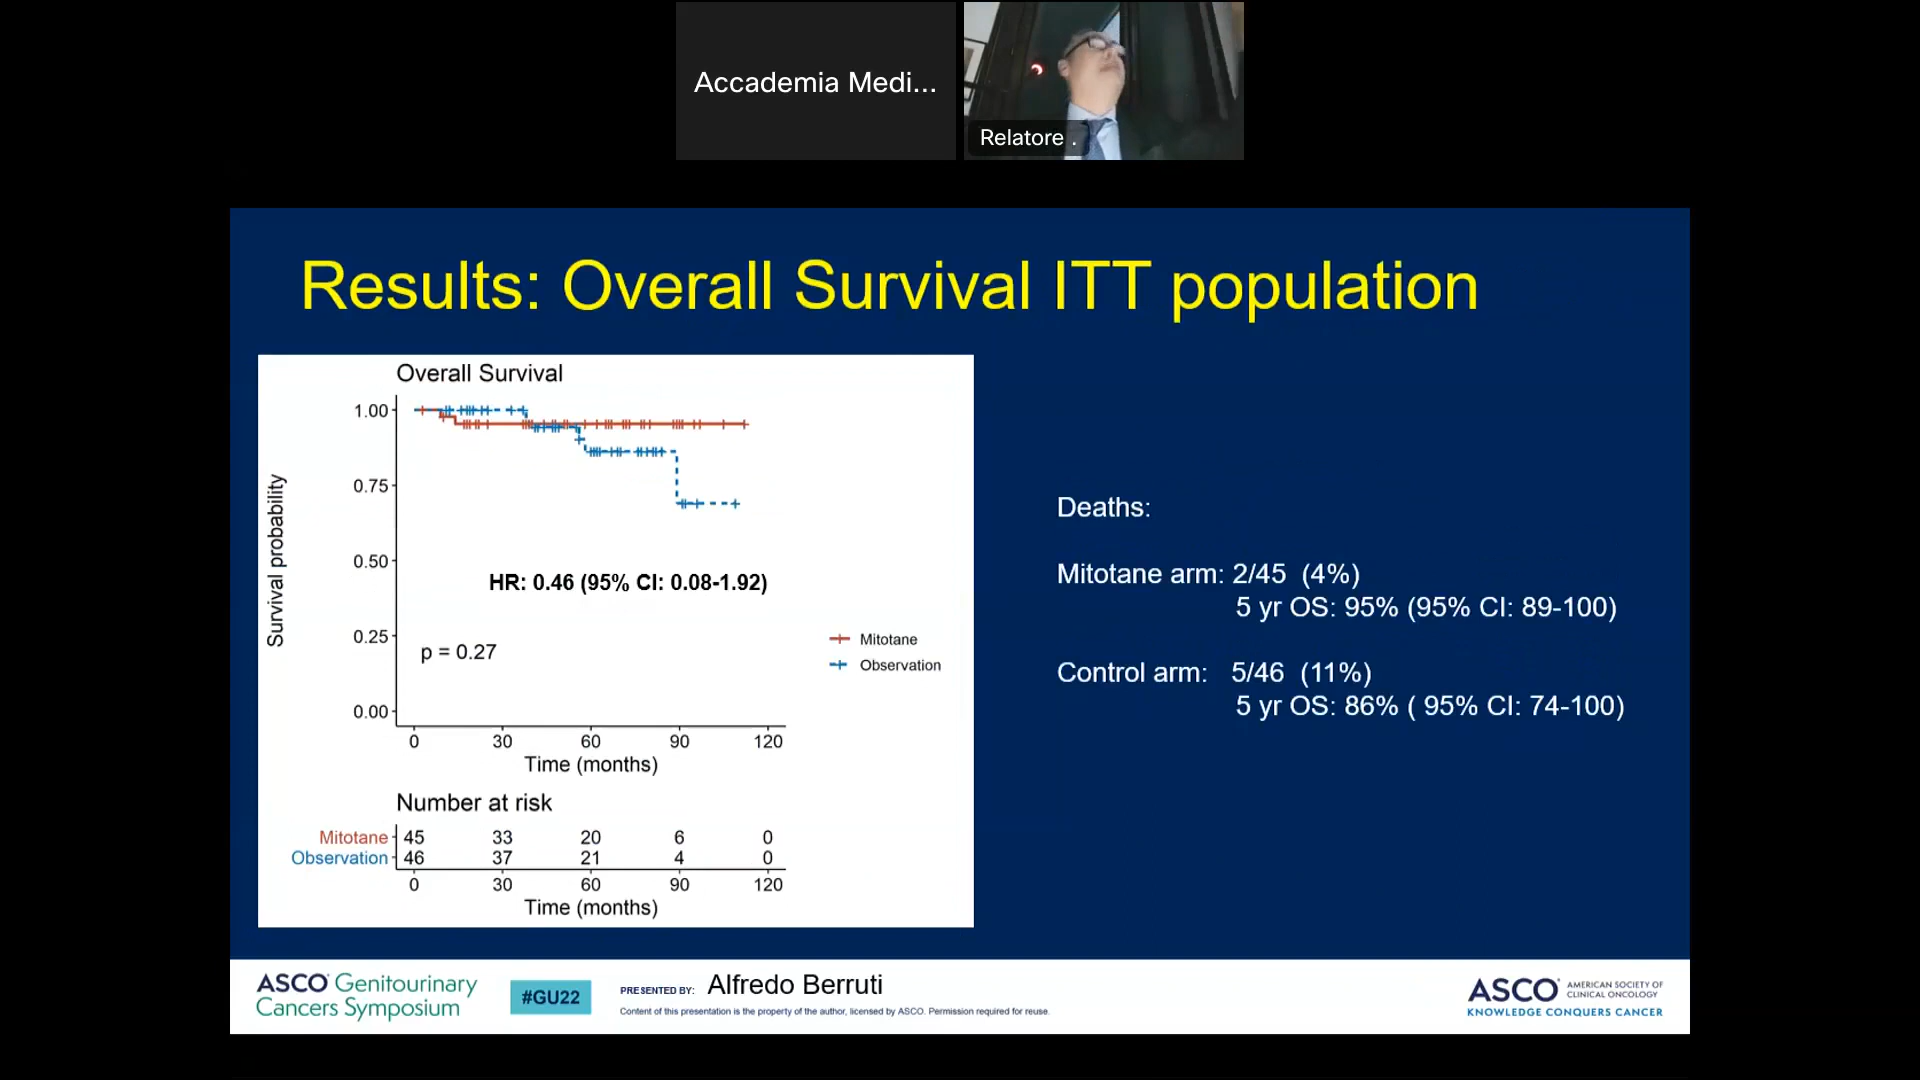 Accademia Medi...
Relatore .
Results: Overall Survival ITT population
Overall Survival
1.00
0.75
0.50
0.25
0.00
Survival probability
HR: 0.46 (95% CI: 0.08-1.92)
p = 0.27
Mitotane
Observation
0 30 60 90 120
Time (months)
Number at risk
Mitotane 45 33 20 6 0
Observation 46 37 21 4 0
0 30 60 90 120
Time (months)
Deaths:
Mitotane arm: 2/45 (4%)
5 yr OS: 95% (95% CI: 89-100)
Control arm: 5/46 (11%)
5 yr OS: 86% ( 95% CI: 74-100)
ASCO Genitourinary
Cancers Symposium
#GU22
PRESENTED BY: Alfredo Berruti
Content of this presentation is the property of the author, licensed by ASCO. Permission required for reuse.
ASCO AMERICAN SOCIETY OF
CLINICAL ONCOLOGY
KNOWLEDGE CONQUERS CANCER